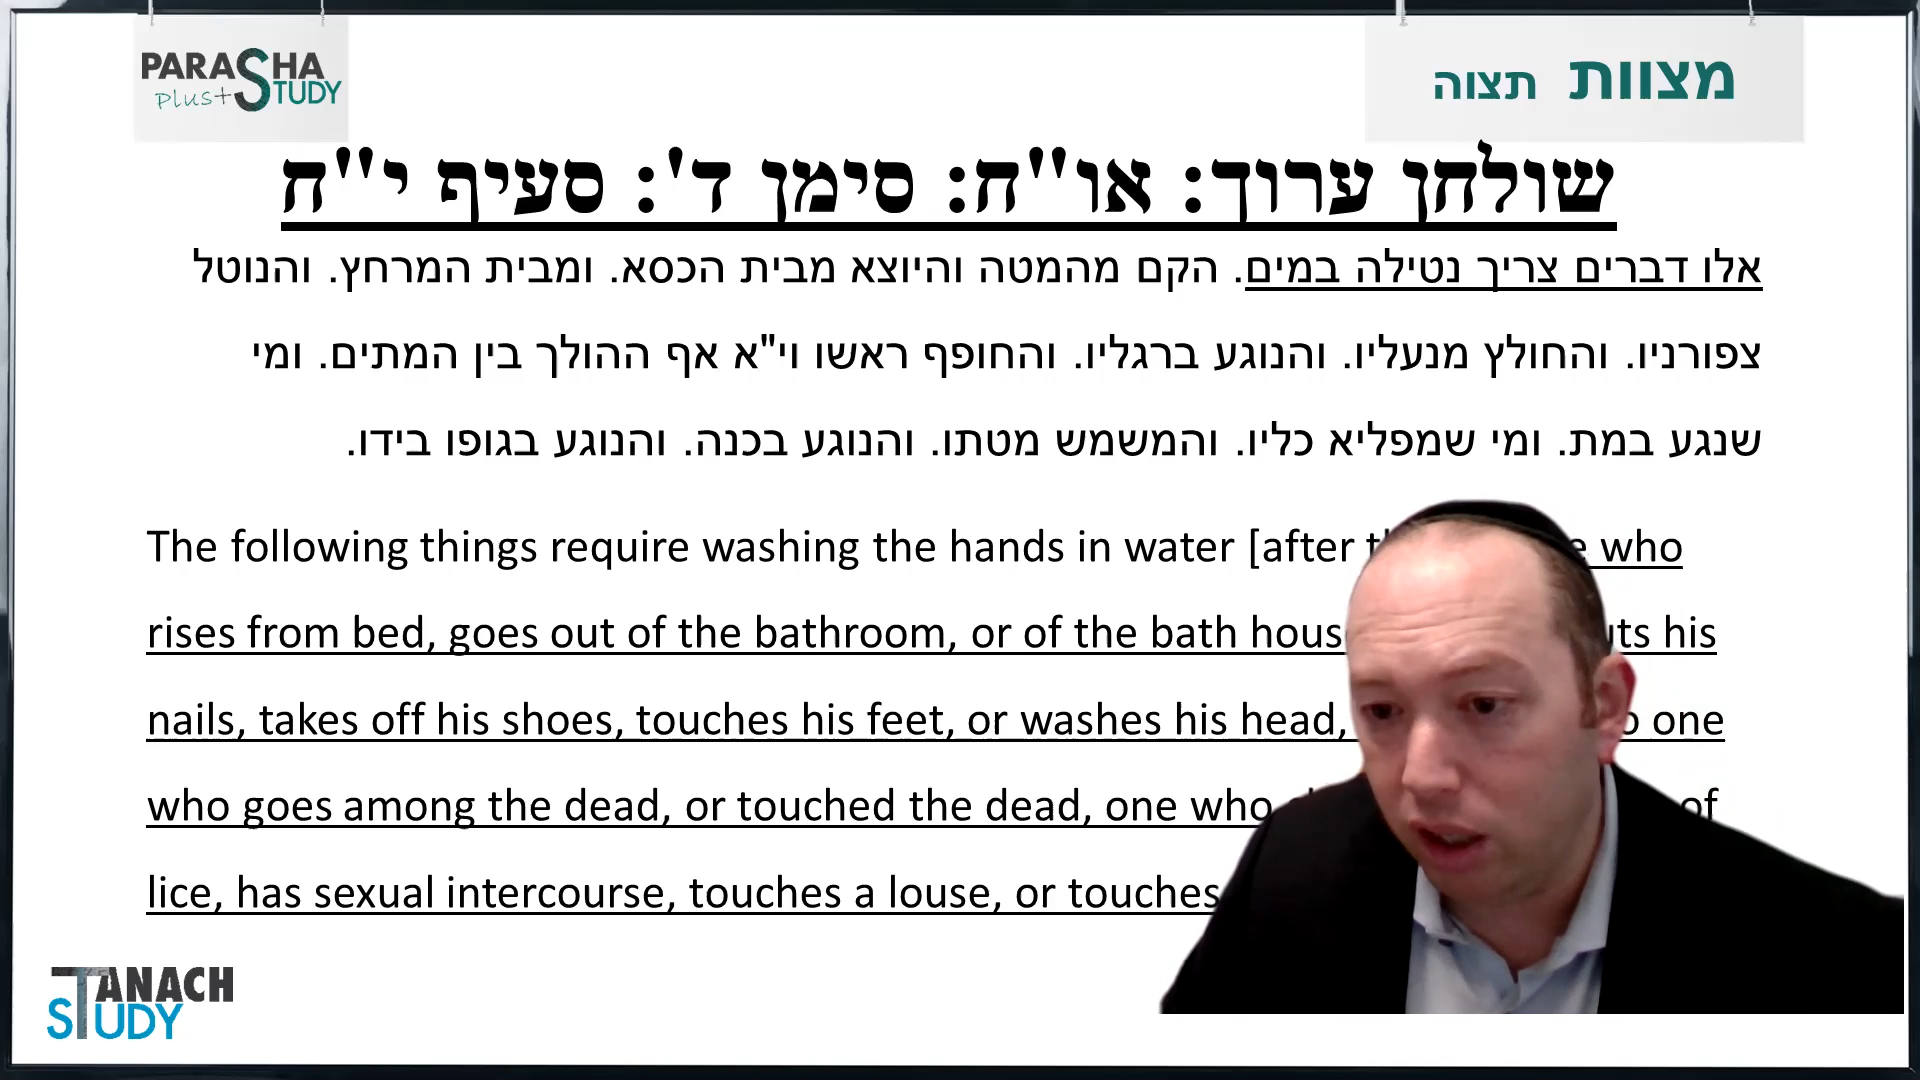 PARASHA
plus+ STUDY
מצוות תצוה
שולחן ערוך: או"ח: סימן ד': סעיף י"ח
אלו דברים צריך נטילה במים. הקם מהמטה והיוצא מבית הכסא. ומבית המרחץ. והנוטל
צפורניו. והחולץ מנעליו. והנוגע ברגליו. והחופף ראשו וי"א אף ההולך בין המתים. ומי
שנגע במת. ומי שמפליא כליו. והמשמש מטתו. והנוגע בכנה. והנוגע בגופו בידו.
The following things require washing the hands in water [after who
rises from bed, goes out of the bathroom, or of the bath his
nails, takes off his shoes, touches his feet, or washes his head, one
who goes among the dead, or touched the dead, one who of
lice, has sexual intercourse, touches a louse, or touches
TANACH
STUDY